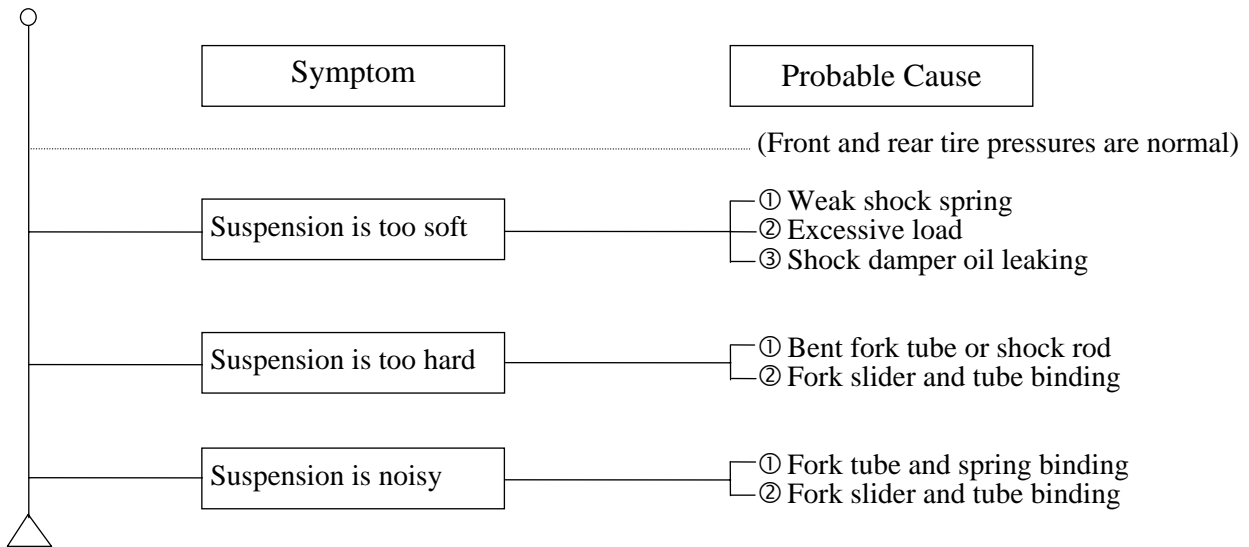 Symptom
Probable Cause
(Front and rear tire pressures are normal)
Suspension is too soft
① Weak shock spring
② Excessive load
③ Shock damper oil leaking
Suspension is too hard
① Bent fork tube or shock rod
② Fork slider and tube binding
Suspension is noisy
① Fork tube and spring binding
② Fork slider and tube binding